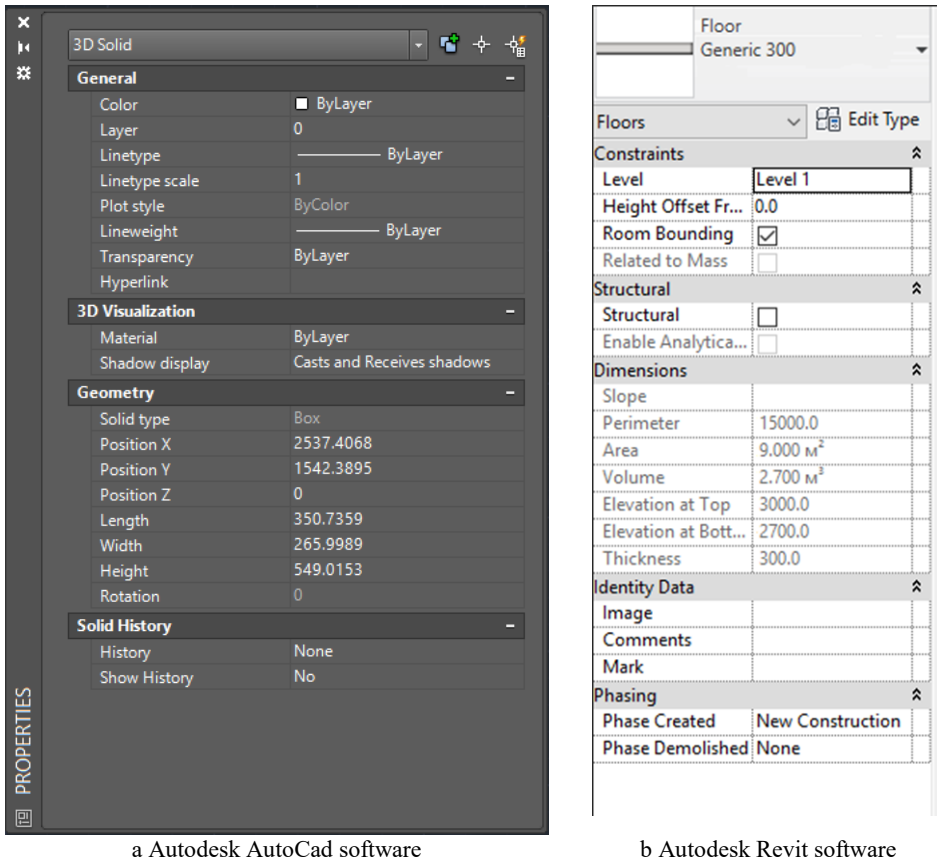 3D Solid
General
Color ByLayer
Layer 0
Linetype ByLayer
Linetype scale 1
Plot style ByColor
Lineweight ByLayer
Transparency ByLayer
Hyperlink
3D Visualization
Material ByLayer
Shadow display Casts and Receives shadows
Geometry
Solid type Box
Position X 2537.4068
Position Y 1542.3895
Position Z 0
Length 350.7359
Width 265.9989
Height 549.0153
Rotation 0
Solid History
History None
Show History No
PROPERTIES
a Autodesk AutoCad software
Floor
Generic 300
Floors Edit Type
Constraints
Level Level 1
Height Offset Fr... 0.0
Room Bounding
Related to Mass
Structural
Structural
Enable Analytica...
Dimensions
Slope
Perimeter 15000.0
Area 9.000 м²
Volume 2.700 м³
Elevation at Top 3000.0
Elevation at Bott... 2700.0
Thickness 300.0
Identity Data
Image
Comments
Mark
Phasing
Phase Created New Construction
Phase Demolished None
b Autodesk Revit software